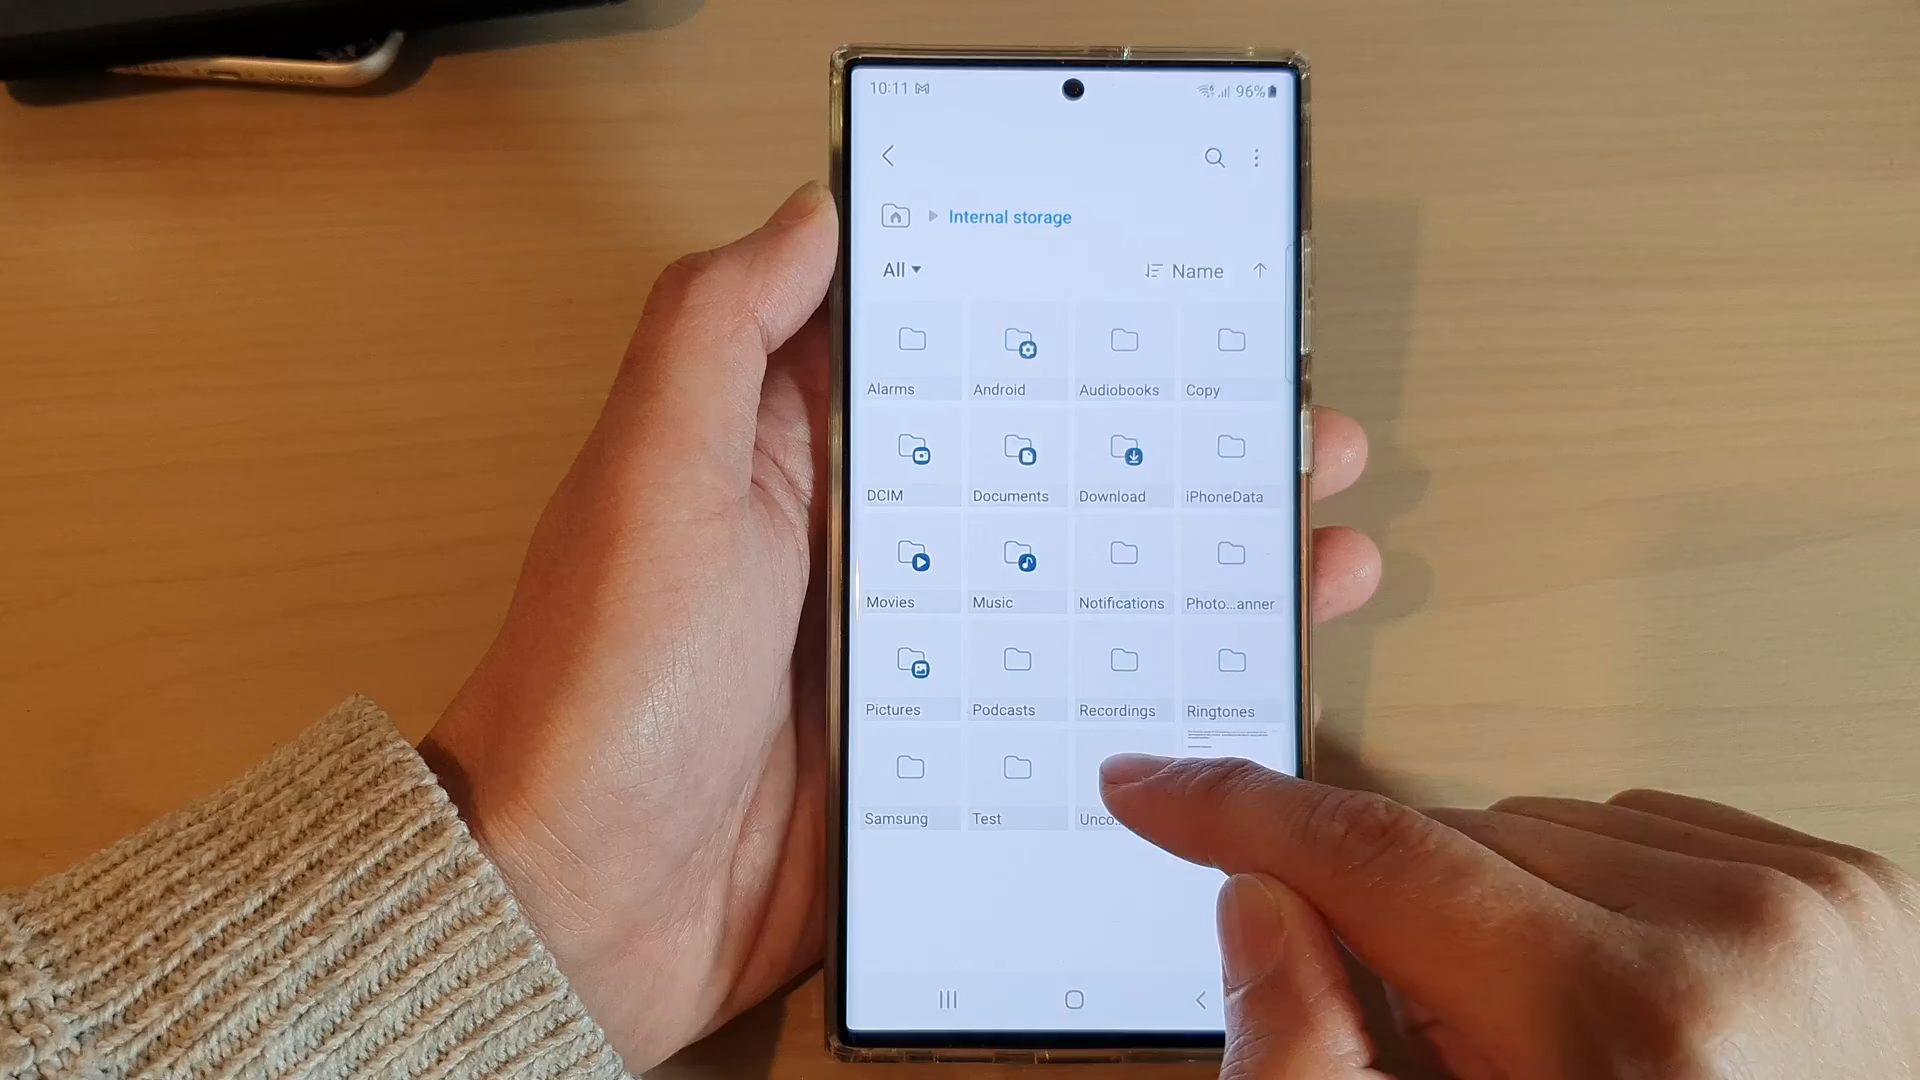 10:11 96%
Internal storage
All Name
Alarms Android Audiobooks Copy
DCIM Documents Download iPhoneData
Movies Music Notifications Photo...anner
Pictures Podcasts Recordings Ringtones
Samsung Test Unco...